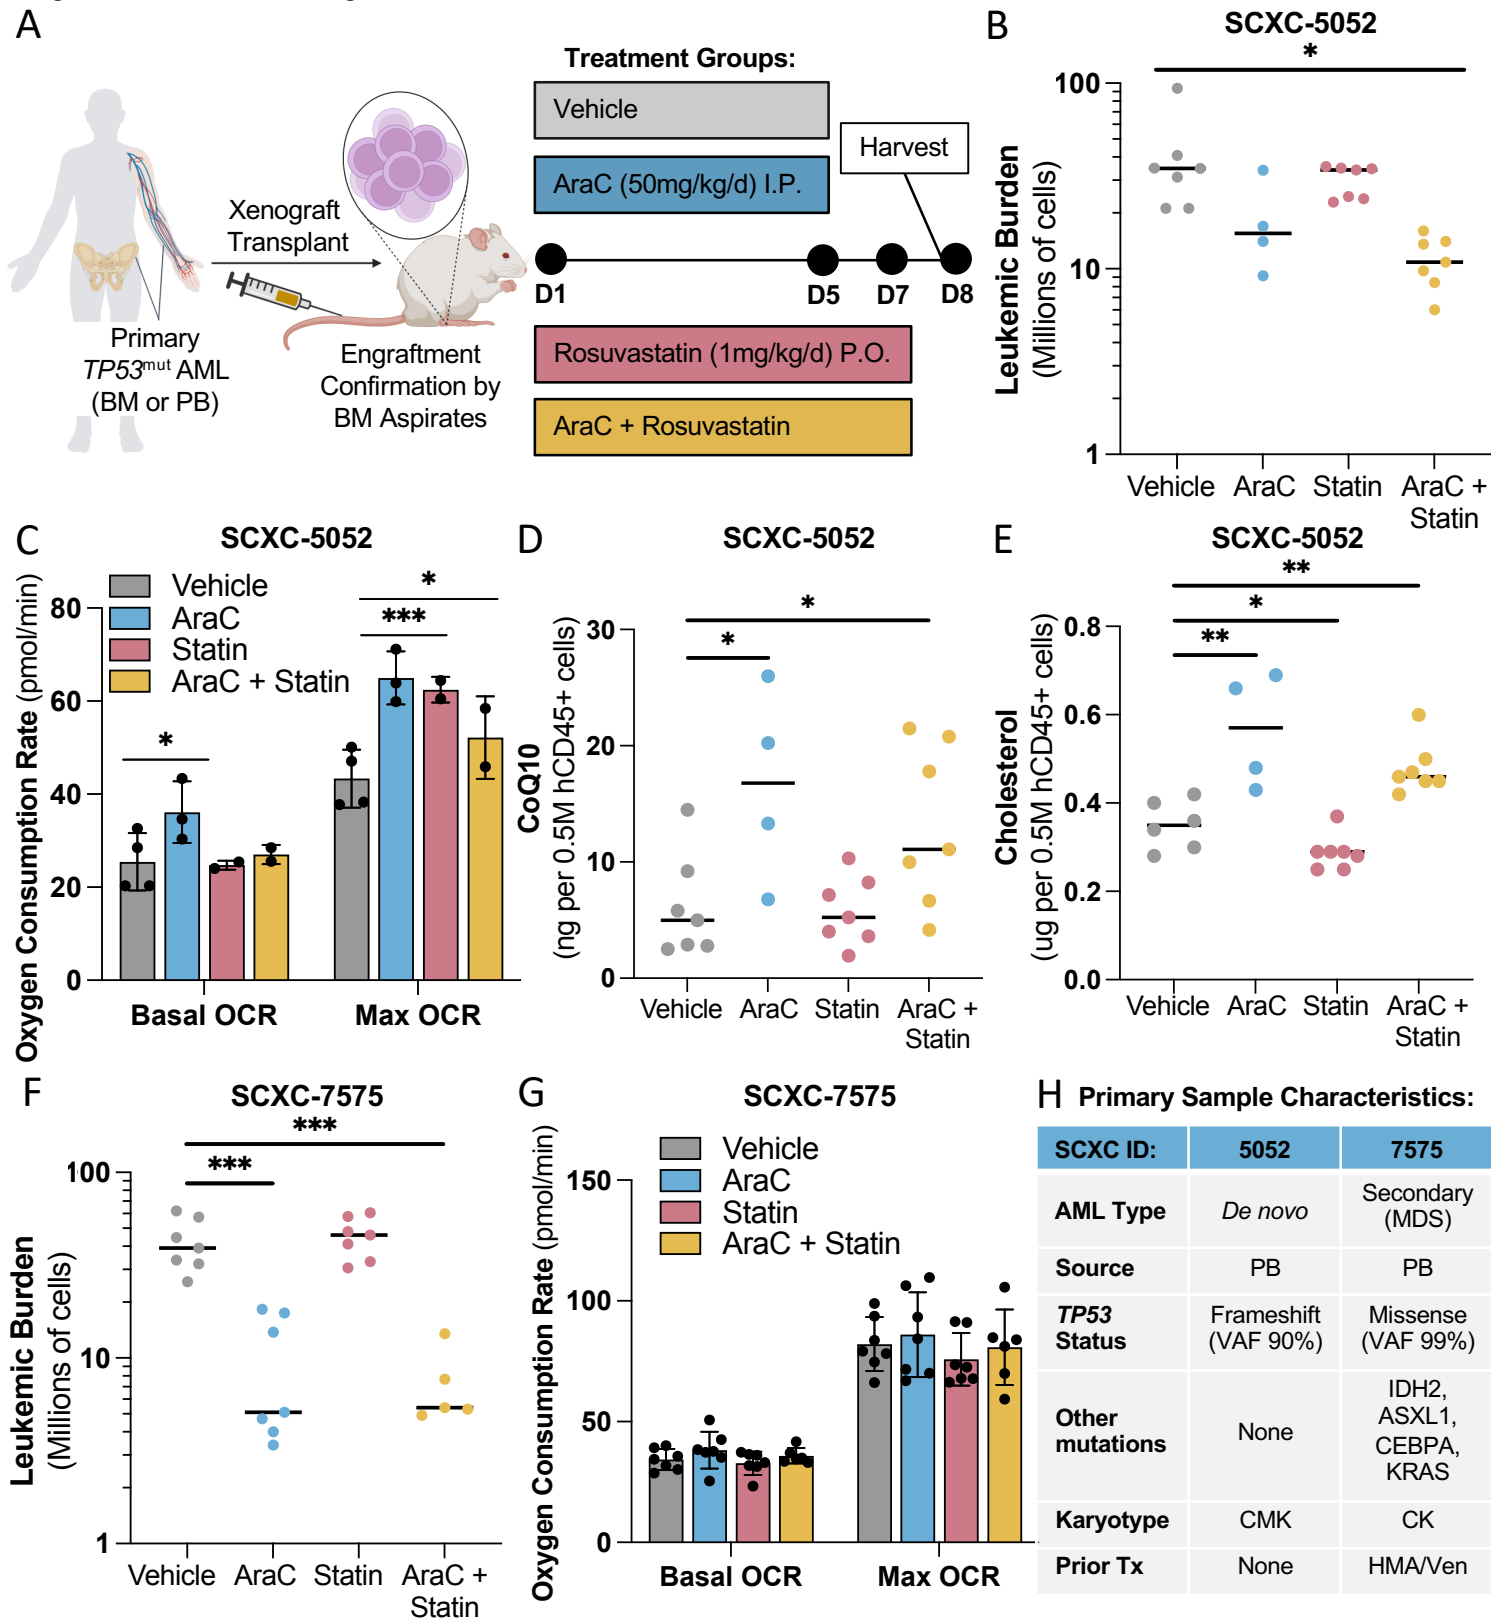 A
Treatment Groups:
Vehicle
AraC (50mg/kg/d) I.P.
Harvest
Xenograft
Transplant
D1
D5
D7
D8
Primary
TP53mut AML
(BM or PB)
Engraftment
Confirmation by
BM Aspirates
Rosuvastatin (1mg/kg/d) P.O.
AraC + Rosuvastatin
B
SCXC-5052
*
Leukemic Burden
(Millions of cells)
100
10
1
Vehicle
AraC
Statin
AraC +
Statin
C
SCXC-5052
Vehicle
AraC
Statin
AraC + Statin
*
***
*
Oxygen Consumption Rate (pmol/min)
80
60
40
20
0
Basal OCR
Max OCR
D
SCXC-5052
*
*
CoQ10
(ng per 0.5M hCD45+ cells)
30
20
10
0
Vehicle
AraC
Statin
AraC +
Statin
E
SCXC-5052
**
*
**
Cholesterol
(ug per 0.5M hCD45+ cells)
0.8
0.6
0.4
0.2
0.0
Vehicle
AraC
Statin
AraC +
Statin
F
SCXC-7575
***
***
Leukemic Burden
(Millions of cells)
100
10
1
Vehicle
AraC
Statin
AraC +
Statin
G
SCXC-7575
Vehicle
AraC
Statin
AraC + Statin
Oxygen Consumption Rate (pmol/min)
150
100
50
0
Basal OCR
Max OCR
H
Primary Sample Characteristics:
SCXC ID: 5052 7575
AML Type De novo Secondary
(MDS)
Source PB PB
TP53 Frameshift Missense
Status (VAF 90%) (VAF 99%)
Other
mutations
None
IDH2,
ASXL1,
CEBPA,
KRAS
Karyotype CMK CK
Prior Tx None HMA/Ven